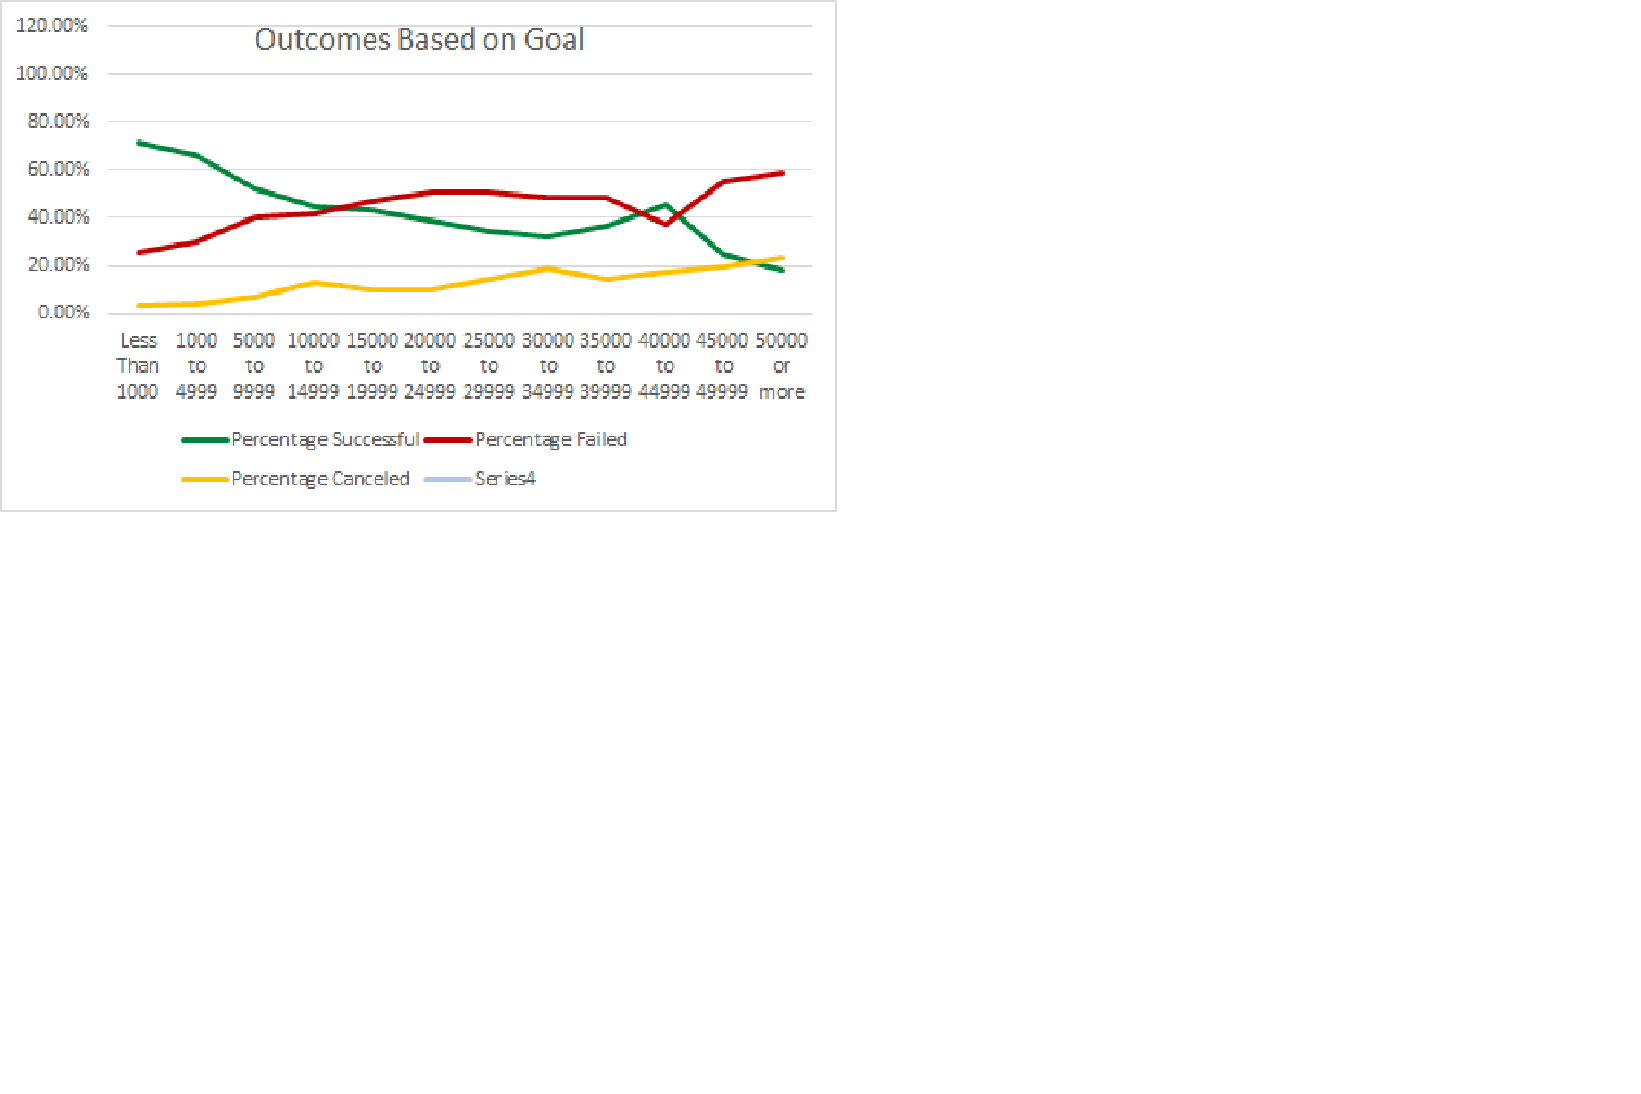 Outcomes Based on Goal
120.00%
100.00%
80.00%
60.00%
40.00%
20.00%
0.00%
Less Than 1000
1000 to 4999
5000 to 9999
10000 to 14999
15000 to 19999
20000 to 24999
25000 to 29999
30000 to 34999
35000 to 39999
40000 to 44999
45000 to 49999
50000 or more
Percentage Successful
Percentage Failed
Percentage Canceled
Series4